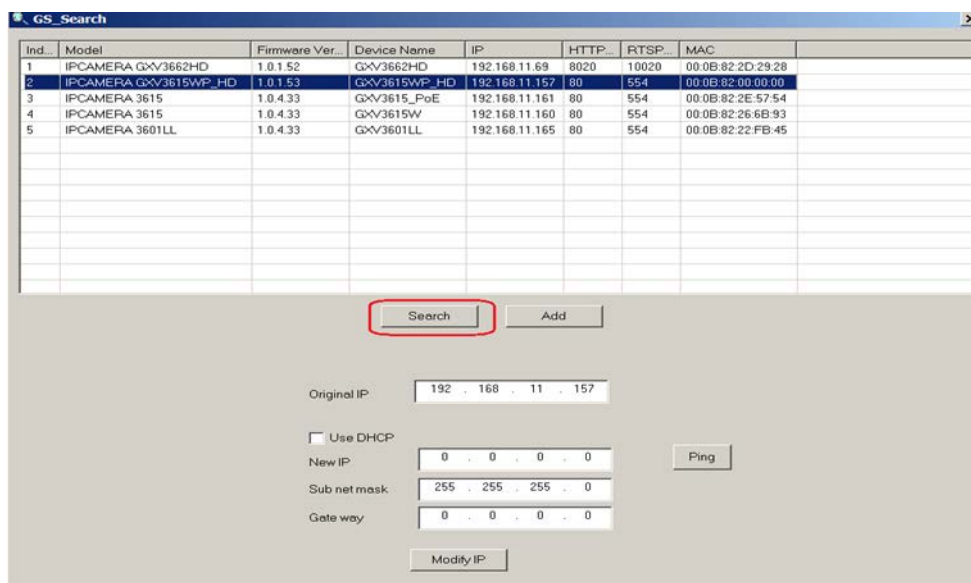 GS_Search
Ind... Model Firmware Ver... Device Name IP HTTP... RTSP... MAC
1 IPCAMERA GXV3662HD 1.0.1.52 GXV3662HD 192.168.11.69 8020 10020 00:0B:82:2D:29:28
2 IPCAMERA GXV3615WP_HD 1.0.1.53 GXV3615WP_HD 192.168.11.157 80 554 00:0B:82:00:00:00
3 IPCAMERA 3615 1.0.4.33 GXV3615_PoE 192.168.11.161 80 554 00:0B:82:2E:57:54
4 IPCAMERA 3615 1.0.4.33 GXV3615W 192.168.11.160 80 554 00:0B:82:26:6B:93
5 IPCAMERA 3601LL 1.0.4.33 GXV3601LL 192.168.11.165 80 554 00:0B:82:22:FB:45
Search Add
Original IP 192 . 168 . 11 . 157
Use DHCP
New IP 0 . 0 . 0 . 0 Ping
Sub net mask 255 . 255 . 255 . 0
Gate way 0 . 0 . 0 . 0
Modify IP